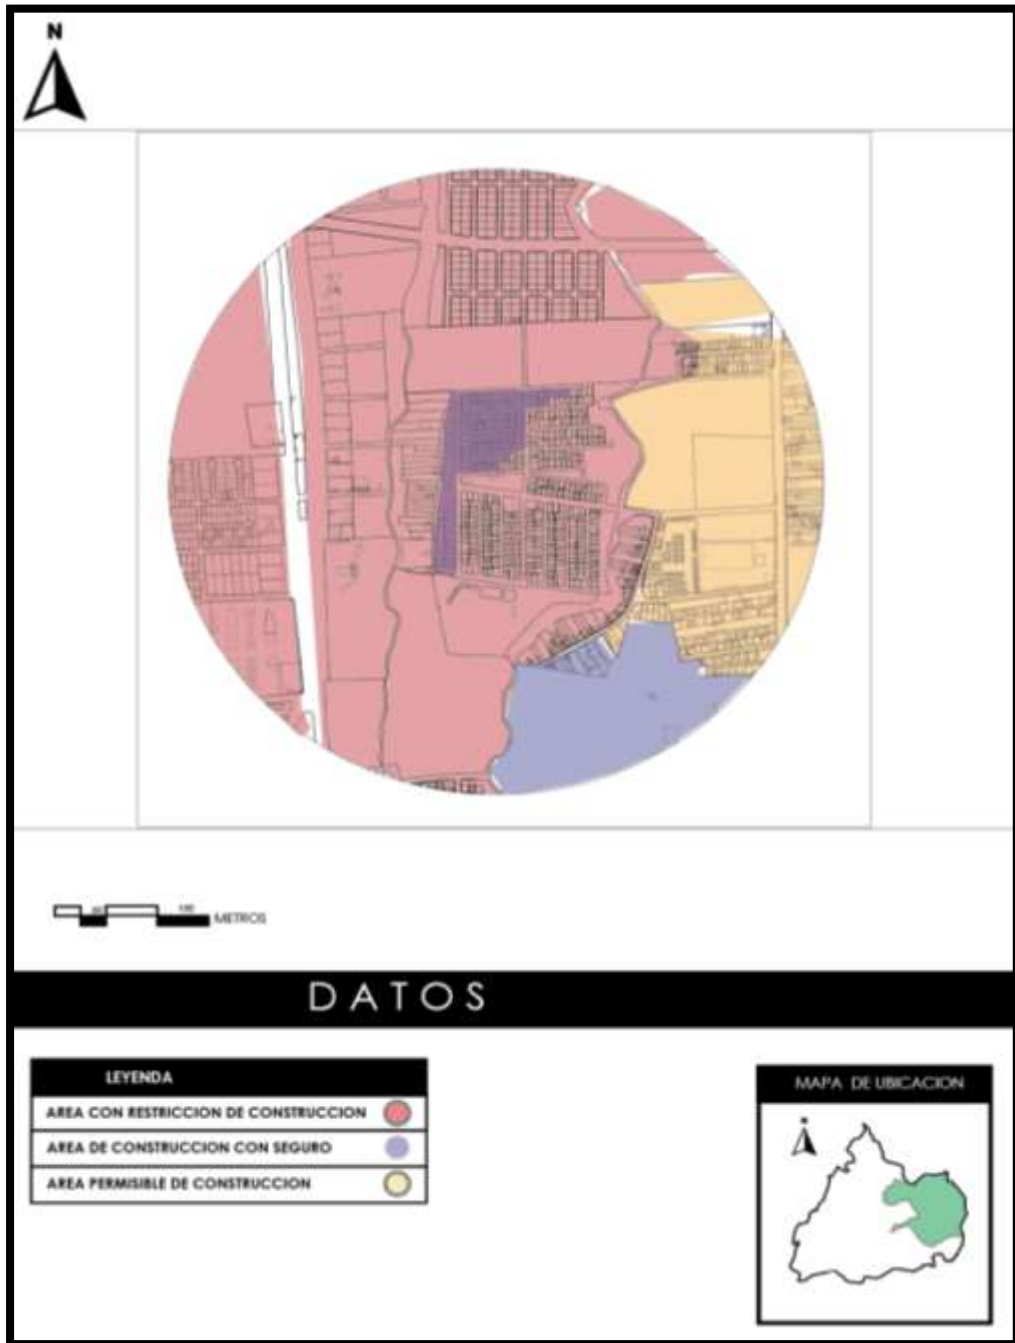 N
METROS
DATOS
LEYENDA
AREA CON RESTRICCION DE CONSTRUCCION
AREA DE CONSTRUCCION CON SEGURO
AREA PERMISIBLE DE CONSTRUCCION
MAPA DE UBICACION